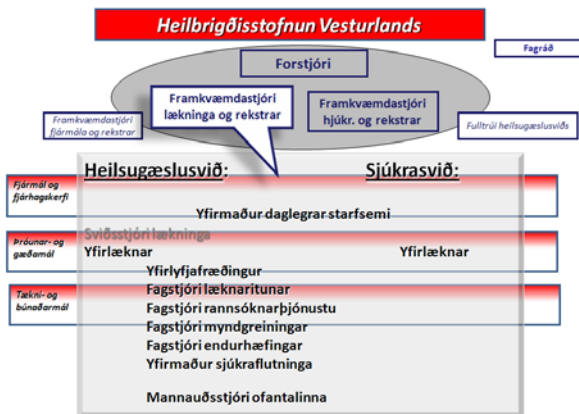 Heilbrigðisstofnun Vesturlands
Fagráð
Forstjóri
Framkvæmdastjóri
lækninga og rekstrar
Framkvæmdastjóri
hjúkr. og rekstrar
Framkvæmdastjóri
fjármála og rekstrar
Fulltrúi heilsugæslusviðs
Heilsugæslusvið:
Sjúkrasvið:
Fjármál og
fjárhagskerfi
Yfirmaður daglegrar starfsemi
Sviðsstjóri lækninga
Þróunar- og
gæðamál
Yfirlæknar
Yfirlæknar
Yfirlyfjafræðingur
Tækni- og
búnaðarmál
Fagstjóri læknaritunar
Fagstjóri rannsóknarþjónustu
Fagstjóri myndgreiningar
Fagstjóri endurhæfingar
Yfirmaður sjúkraflutninga
Mannauðsstjóri ofantalinna